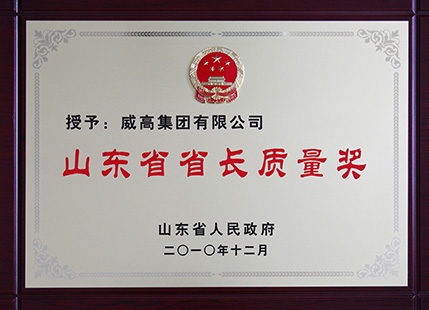 授予：威高集团有限公司
山东省省长质量奖
山东省人民政府
二〇一〇年十二月